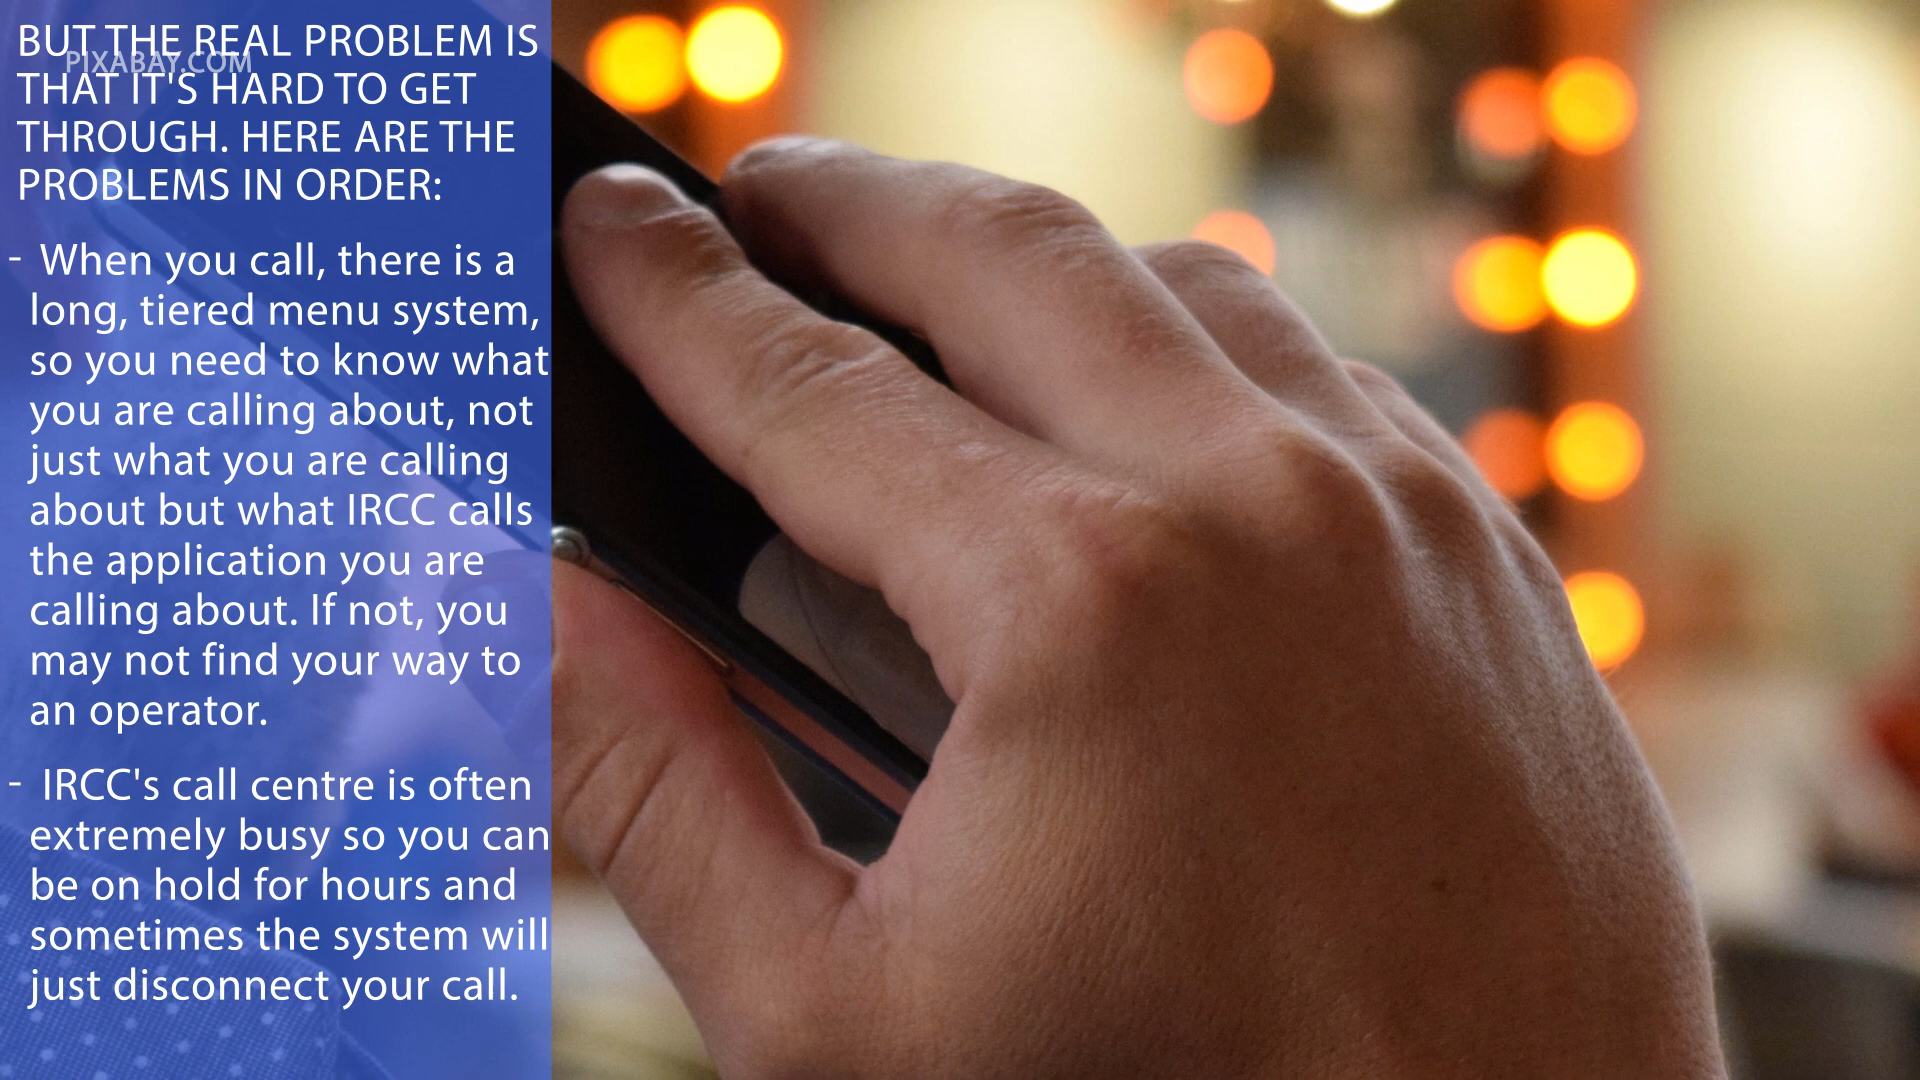 BUT THE REAL PROBLEM IS
PIXABAY.COM
THAT IT'S HARD TO GET
THROUGH. HERE ARE THE
PROBLEMS IN ORDER:
- When you call, there is a
long, tiered menu system,
so you need to know what
you are calling about, not
just what you are calling
about but what IRCC calls
the application you are
calling about. If not, you
may not find your way to
an operator.
- IRCC's call centre is often
extremely busy so you can
be on hold for hours and
sometimes the system will
just disconnect your call.